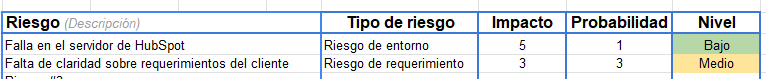 Riesgo (Descripción) Tipo de riesgo Impacto Probabilidad Nivel
Falla en el servidor de HubSpot Riesgo de entorno 5 1 Bajo
Falta de claridad sobre requerimientos del cliente Riesgo de requerimiento 3 3 Medio